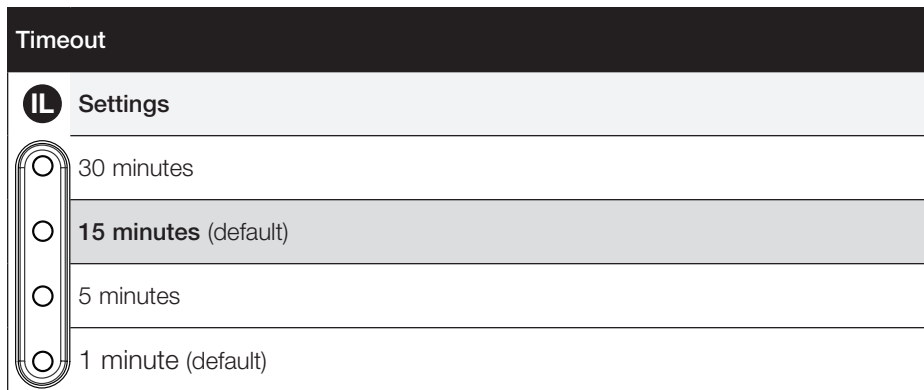 Timeout
IL Settings
30 minutes
15 minutes (default)
5 minutes
1 minute (default)